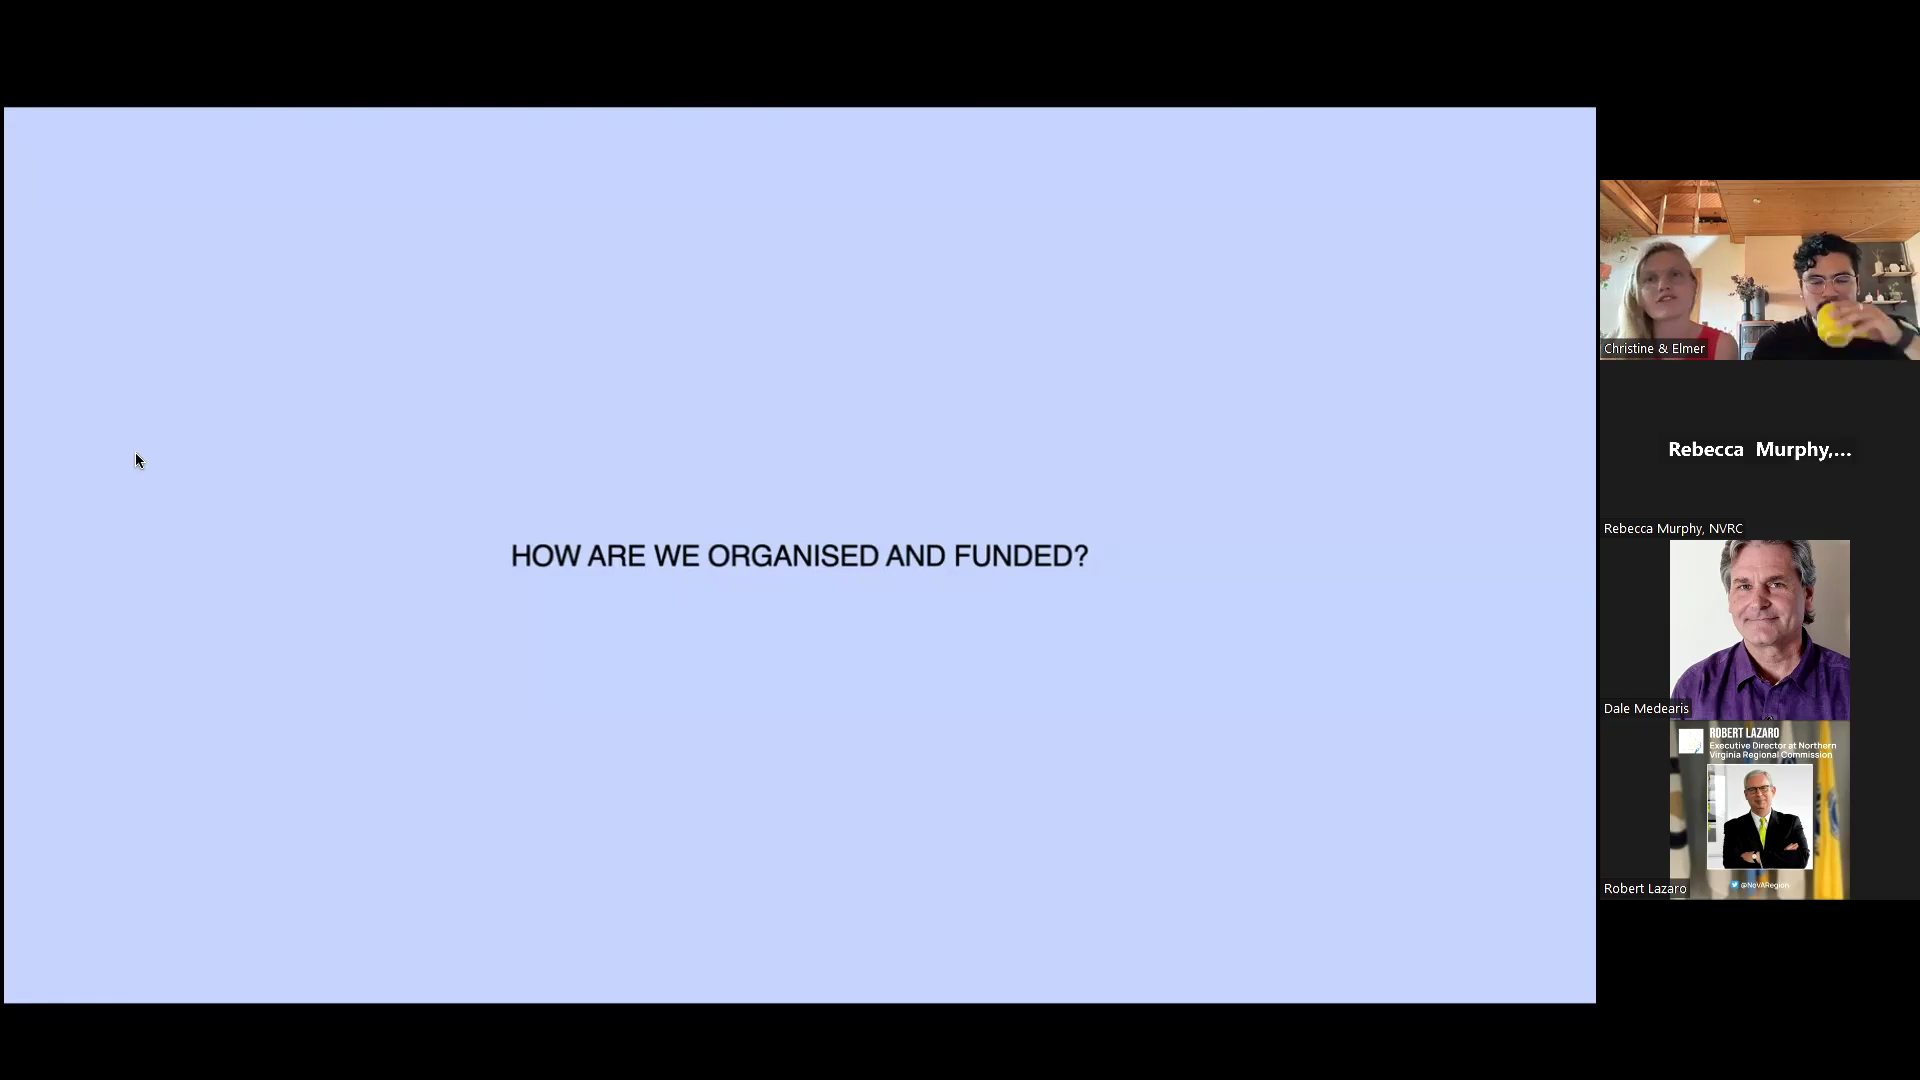 HOW ARE WE ORGANISED AND FUNDED?
Christine & Elmer
Rebecca Murphy,...
Rebecca Murphy, NVRC
Dale Medearis
ROBERT LAZARO
Executive Director at Northern
Virginia Regional Commission
@NoVARegion
Robert Lazaro